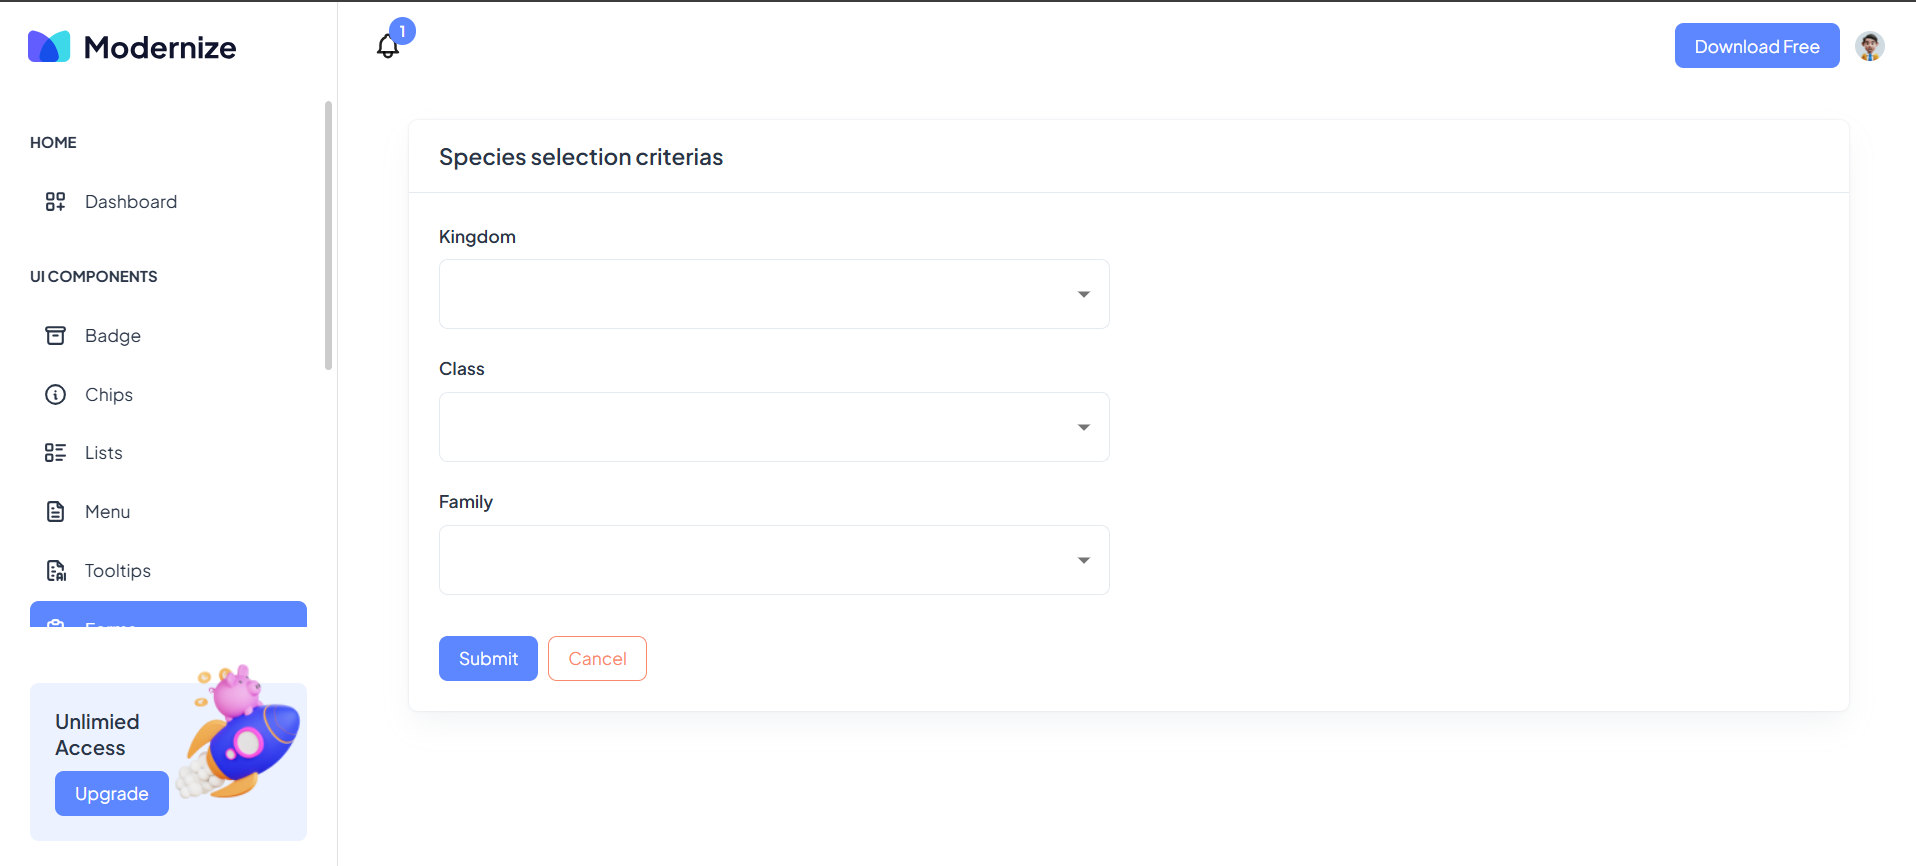 Modernize
1
Download Free
HOME
Dashboard
UI COMPONENTS
Badge
Chips
Lists
Menu
Tooltips
Forms
Unlimied
Access
Upgrade
Species selection criterias
Kingdom
Class
Family
Submit
Cancel